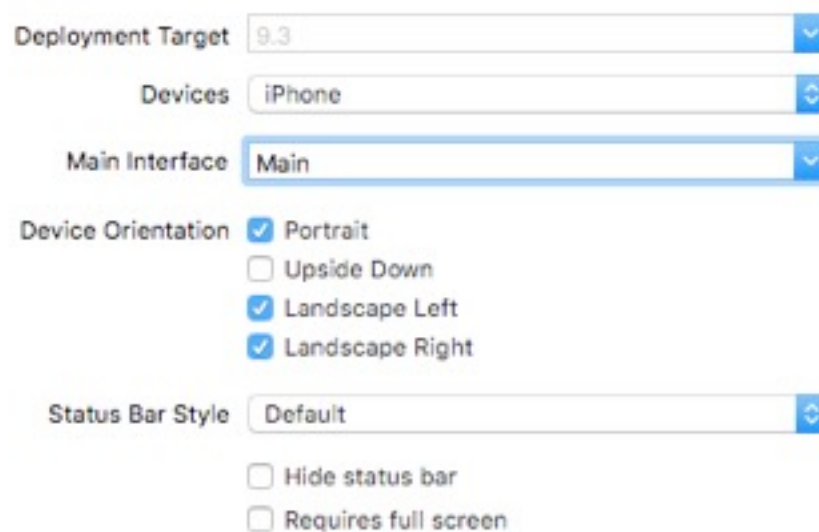 Deployment Target 9.3
Devices iPhone
Main Interface Main
Device Orientation Portrait
Upside Down
Landscape Left
Landscape Right
Status Bar Style Default
Hide status bar
Requires full screen